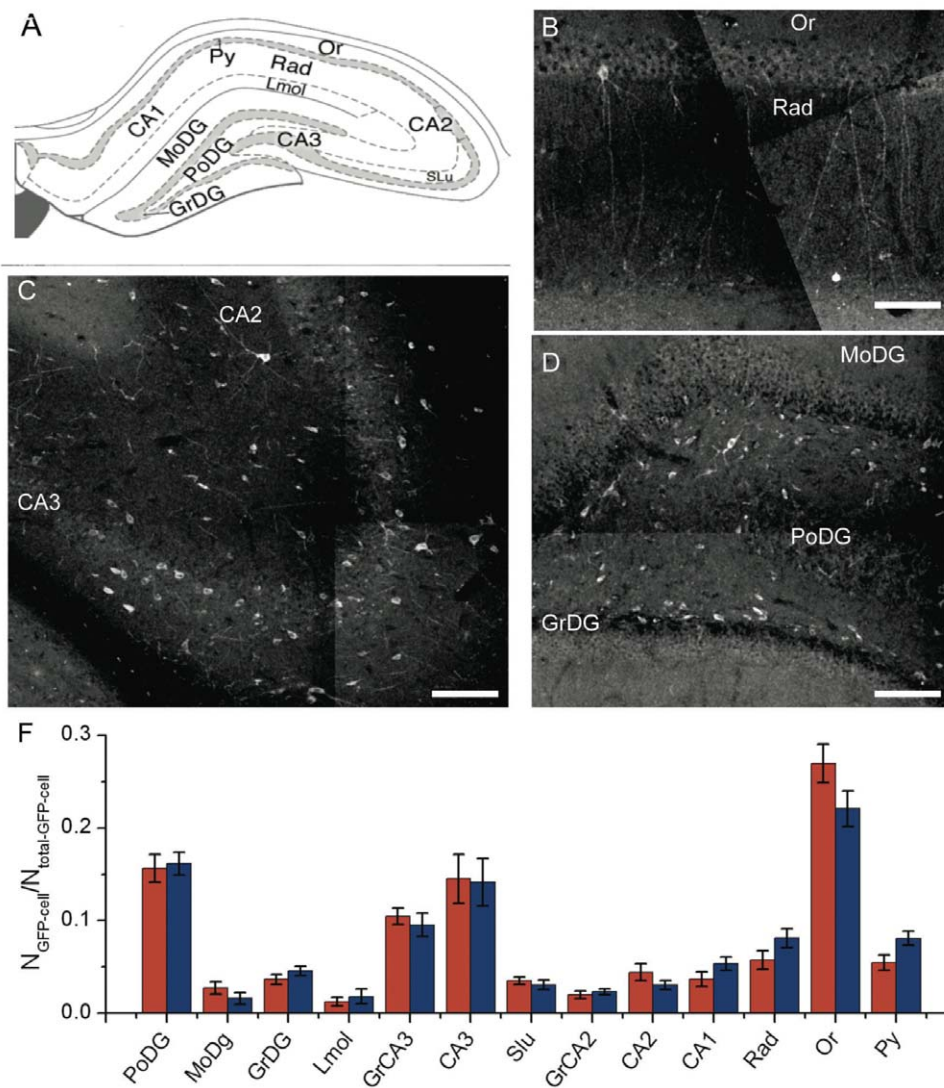 A
Or
Py
Rad
Lmol
CA1
CA2
MoDG
CA3
PoDG
SLu
GrDG
B
Or
Rad
C
CA2
CA3
D
MoDG
PoDG
GrDG
F
N_GFP-cell/N_total-GFP-cell
0.3
0.2
0.1
0.0
PoDG
MoDg
GrDG
Lmol
GrCA3
CA3
Slu
GrCA2
CA2
CA1
Rad
Or
Py